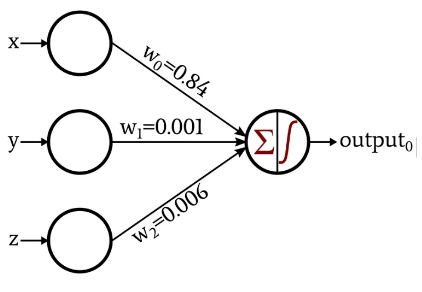 x
w₀=0.84
y
w₁=0.001
Σ ∫
output₀
z
w₂=0.006